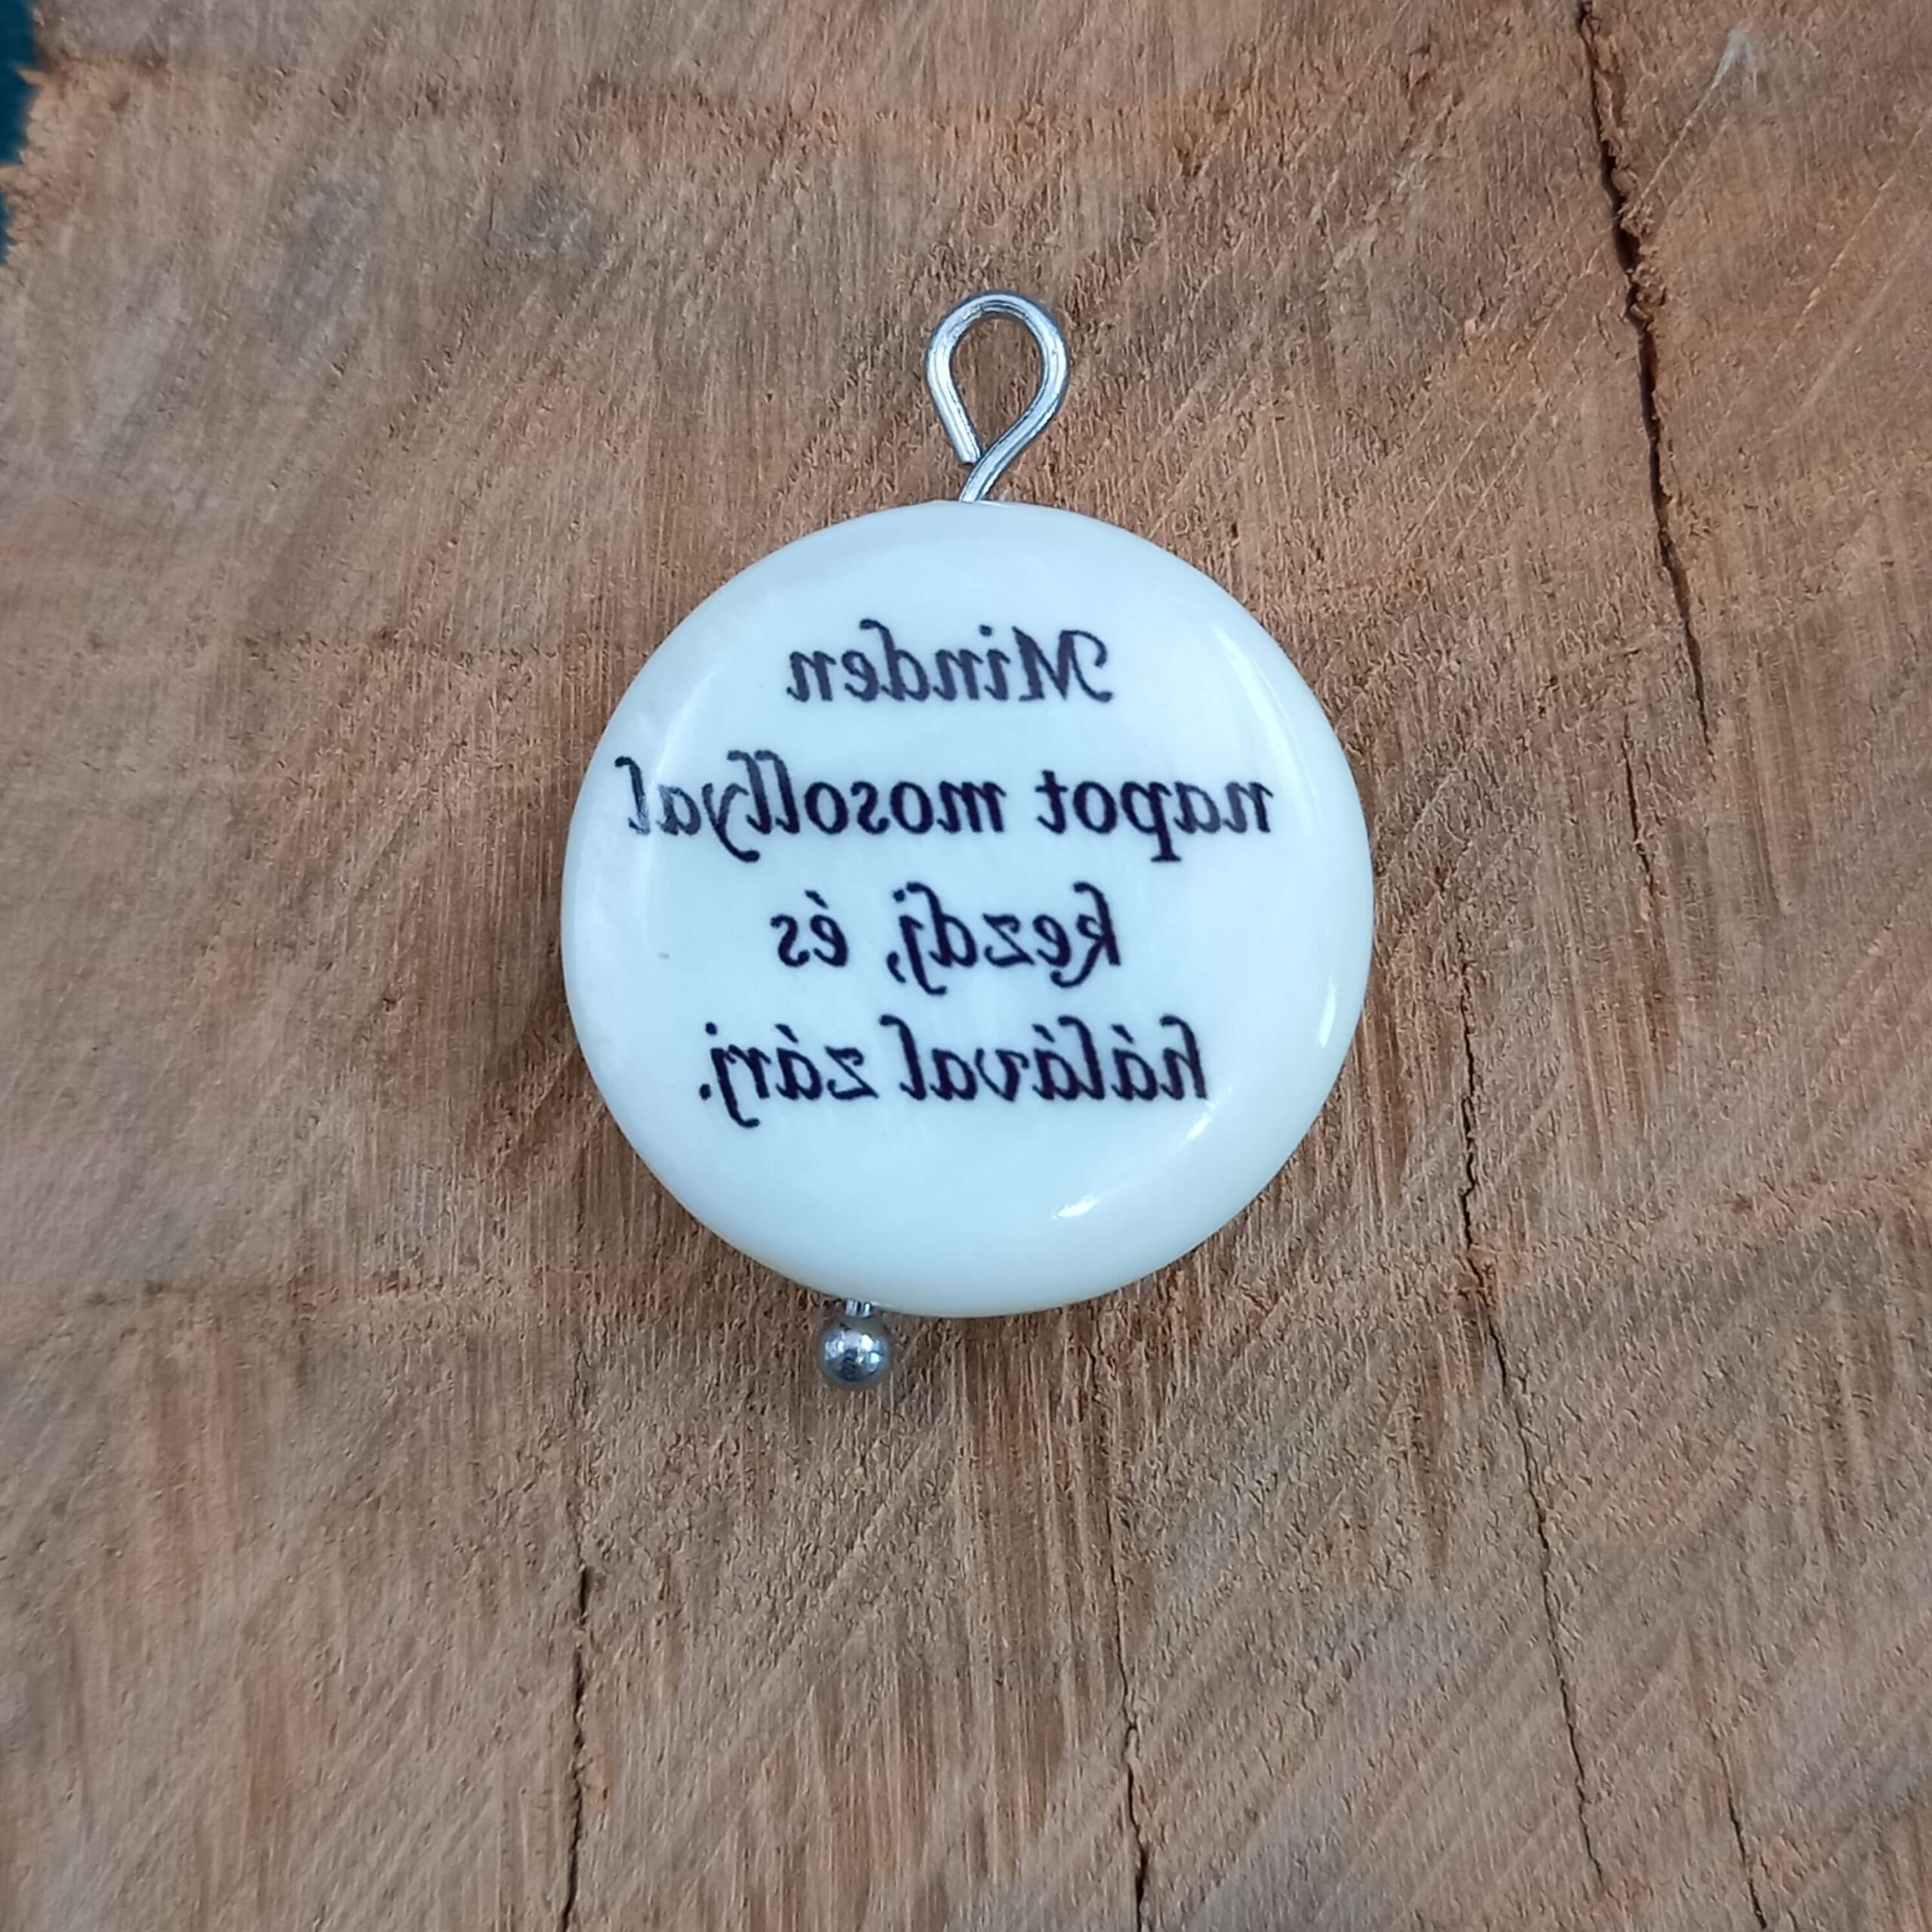 Minden
napot mosollyal
kezdj, és
hálával zárj.